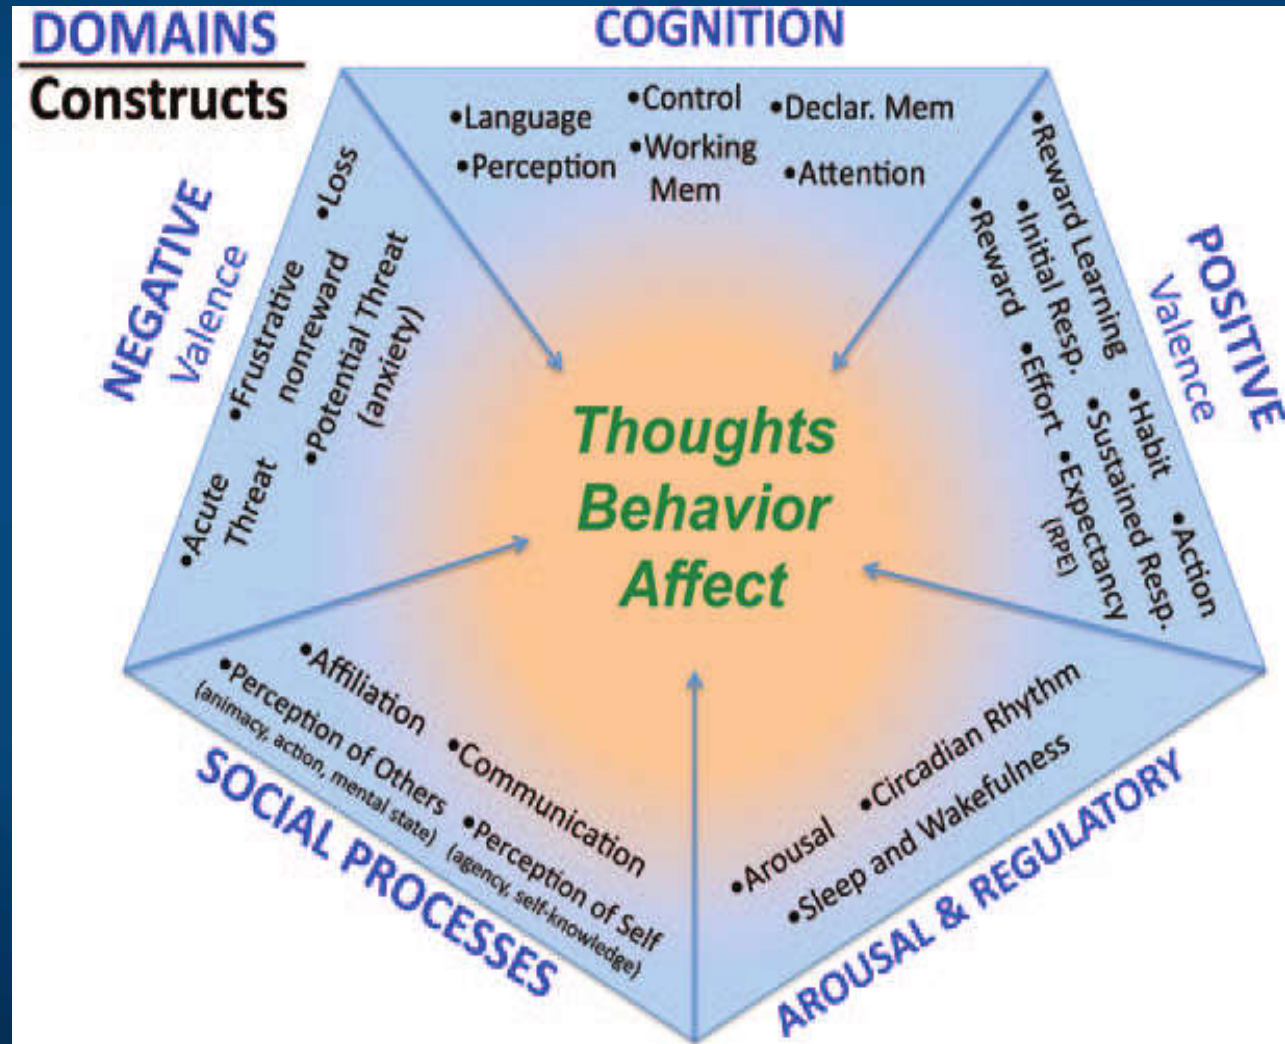 DOMAINS
Constructs
COGNITION
•Language
•Control
•Declar. Mem
•Perception
•Working
Mem
•Attention
NEGATIVE
Valence
•Loss
•Frustrative
nonreward
•Potential Threat
(anxiety)
•Acute
Threat
POSITIVE
Valence
•Reward Learning
•Initial Resp.
•Reward
•Habit
•Sustained Resp.
•Effort
•Action
•Expectancy
(RPE)
Thoughts
Behavior
Affect
SOCIAL PROCESSES
•Affiliation
•Communication
•Perception of Others
(animacy, action, mental state)
•Perception of Self
(agency, self-knowledge)
AROUSAL & REGULATORY
•Arousal
•Circadian Rhythm
•Sleep and Wakefulness